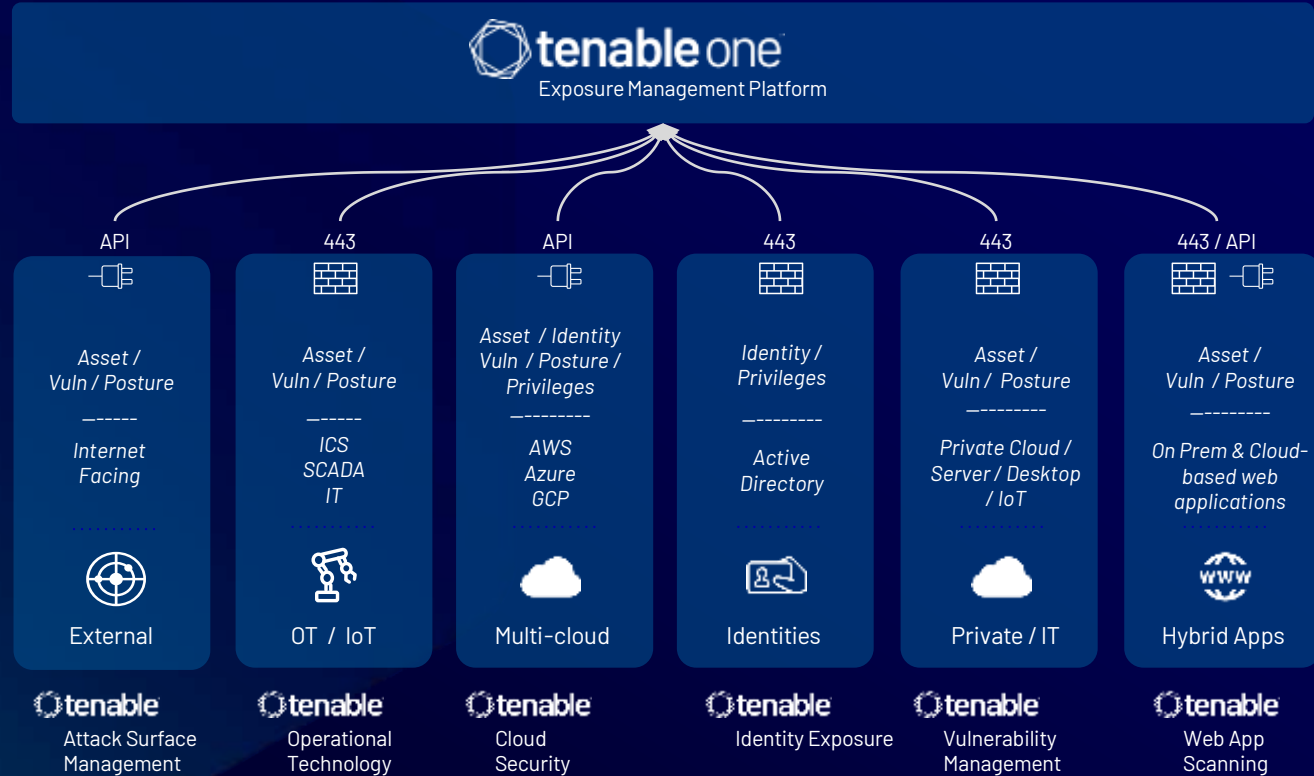 tenable one
Exposure Management Platform
API
443
API
443
443
443 / API
Asset /
Vuln / Posture
Internet
Facing
External
Asset /
Vuln / Posture
ICS
SCADA
IT
OT / IoT
Asset / Identity
Vuln / Posture /
Privileges
AWS
Azure
GCP
Multi-cloud
Identity /
Privileges
Active
Directory
Identities
Asset /
Vuln / Posture
Private Cloud /
Server / Desktop
/ IoT
Private / IT
Asset /
Vuln / Posture
On Prem & Cloud-
based web
applications
www
Hybrid Apps
tenable
Attack Surface
Management
tenable
Operational
Technology
tenable
Cloud
Security
tenable
Identity Exposure
tenable
Vulnerability
Management
tenable
Web App
Scanning